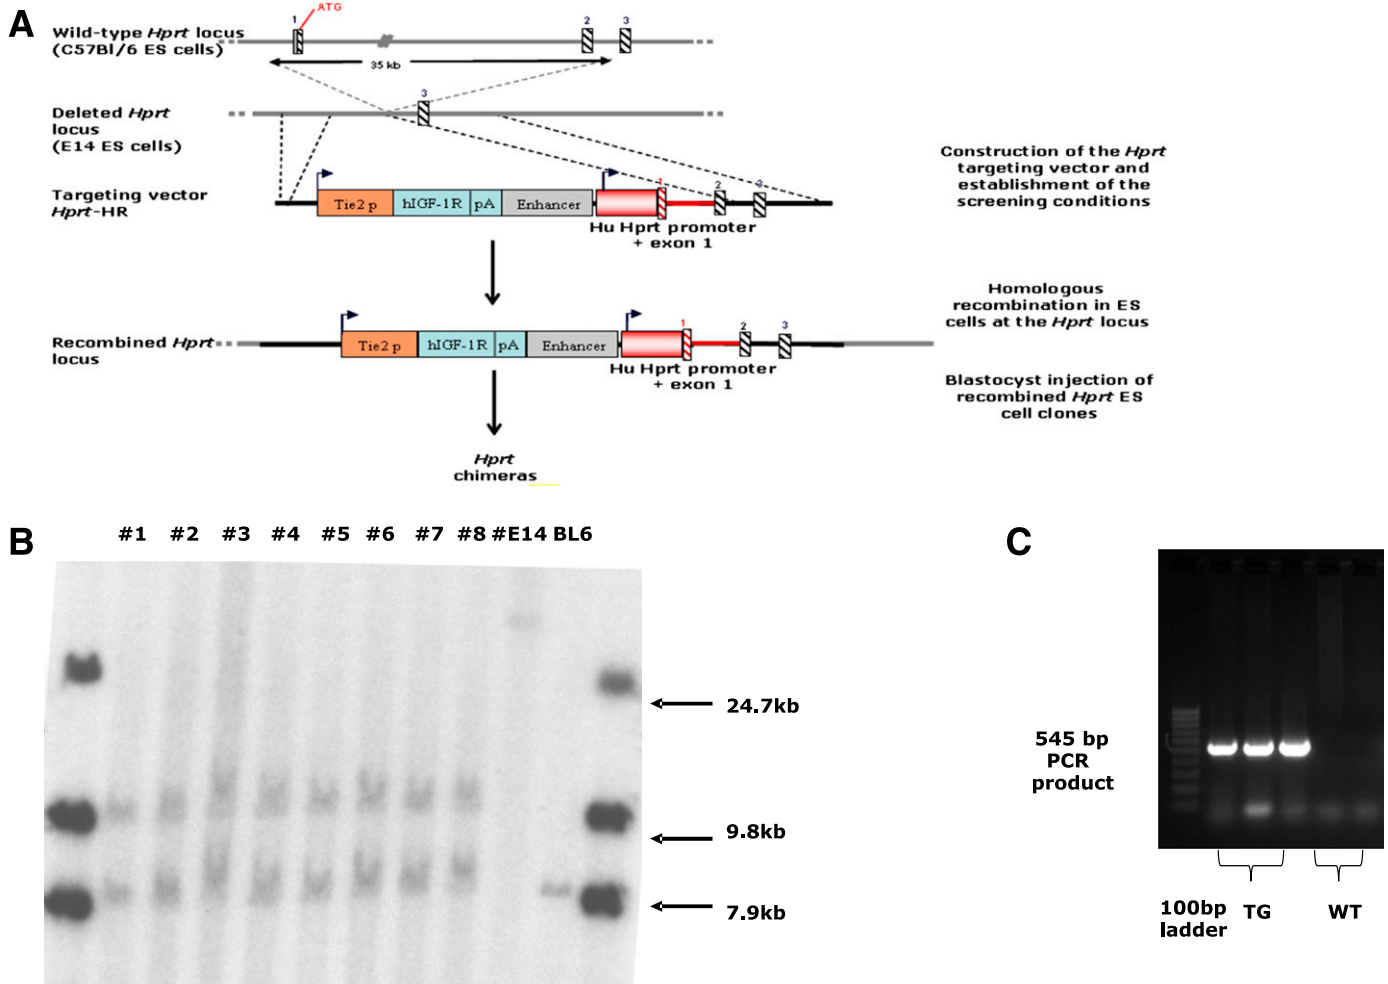 A
Wild-type Hprt locus
(C57Bl/6 ES cells)
1
ATG
2
3
35 kb
Deleted Hprt
locus
(E14 ES cells)
3
Targeting vector
Hprt-HR
Tie2 p
hIGF-1R
pA
Enhancer
1
2
3
Hu Hprt promoter
+ exon 1
Construction of the Hprt
targeting vector and
establishment of the
screening conditions
Recombined Hprt
locus
Tie2 p
hIGF-1R
pA
Enhancer
1
2
3
Hu Hprt promoter
+ exon 1
Homologous
recombination in ES
cells at the Hprt locus
Blastocyst injection of
recombined Hprt ES
cell clones
Hprt
chimeras
B
#1 #2 #3 #4 #5 #6 #7 #8 #E14 BL6
24.7kb
9.8kb
7.9kb
C
545 bp
PCR
product
100bp
ladder
TG
WT